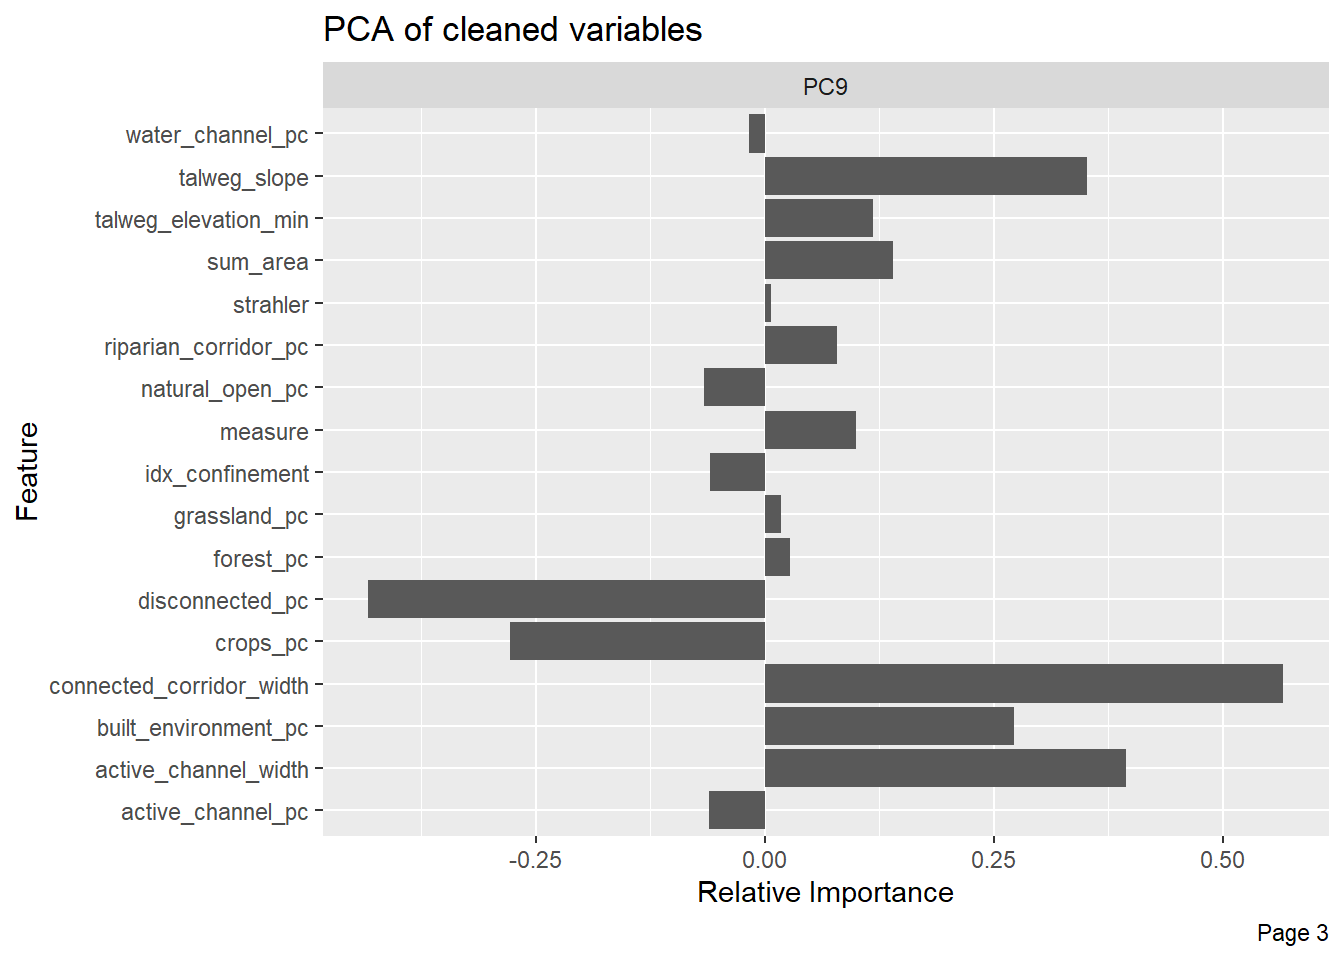 PCA of cleaned variables
PC9
water_channel_pc
talweg_slope
talweg_elevation_min
sum_area
strahler
riparian_corridor_pc
natural_open_pc
measure
idx_confinement
grassland_pc
forest_pc
disconnected_pc
crops_pc
connected_corridor_width
built_environment_pc
active_channel_width
active_channel_pc
Feature
-0.25 0.00 0.25 0.50
Relative Importance
Page 3